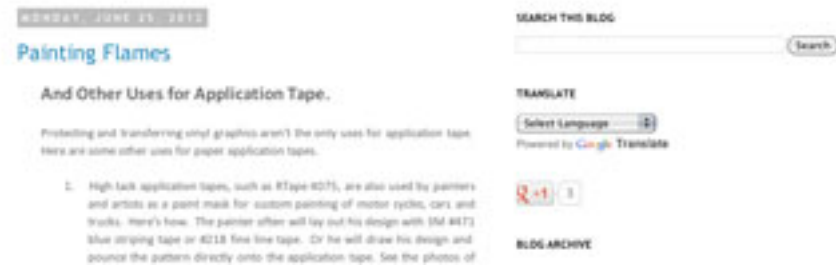 MONDAY, JUNE 25, 2012
Painting Flames
And Other Uses for Application Tape.
Protecting and transferring vinyl graphics aren't the only uses for application tape.
Here are some other uses for paper application tapes.
1. High tack application tapes, such as RTape 4075, are also used by painters
and artists as a paint mask for custom painting of motor cycles, cars and
trucks. Here's how. The painter often will lay out his design with 3M #471
blue striping tape or #218 fine line tape. Or he will draw his design and
pounce the pattern directly onto the application tape. See the photos of
SEARCH THIS BLOG
Search
TRANSLATE
Select Language
Powered by Google Translate
+1
BLOG ARCHIVE